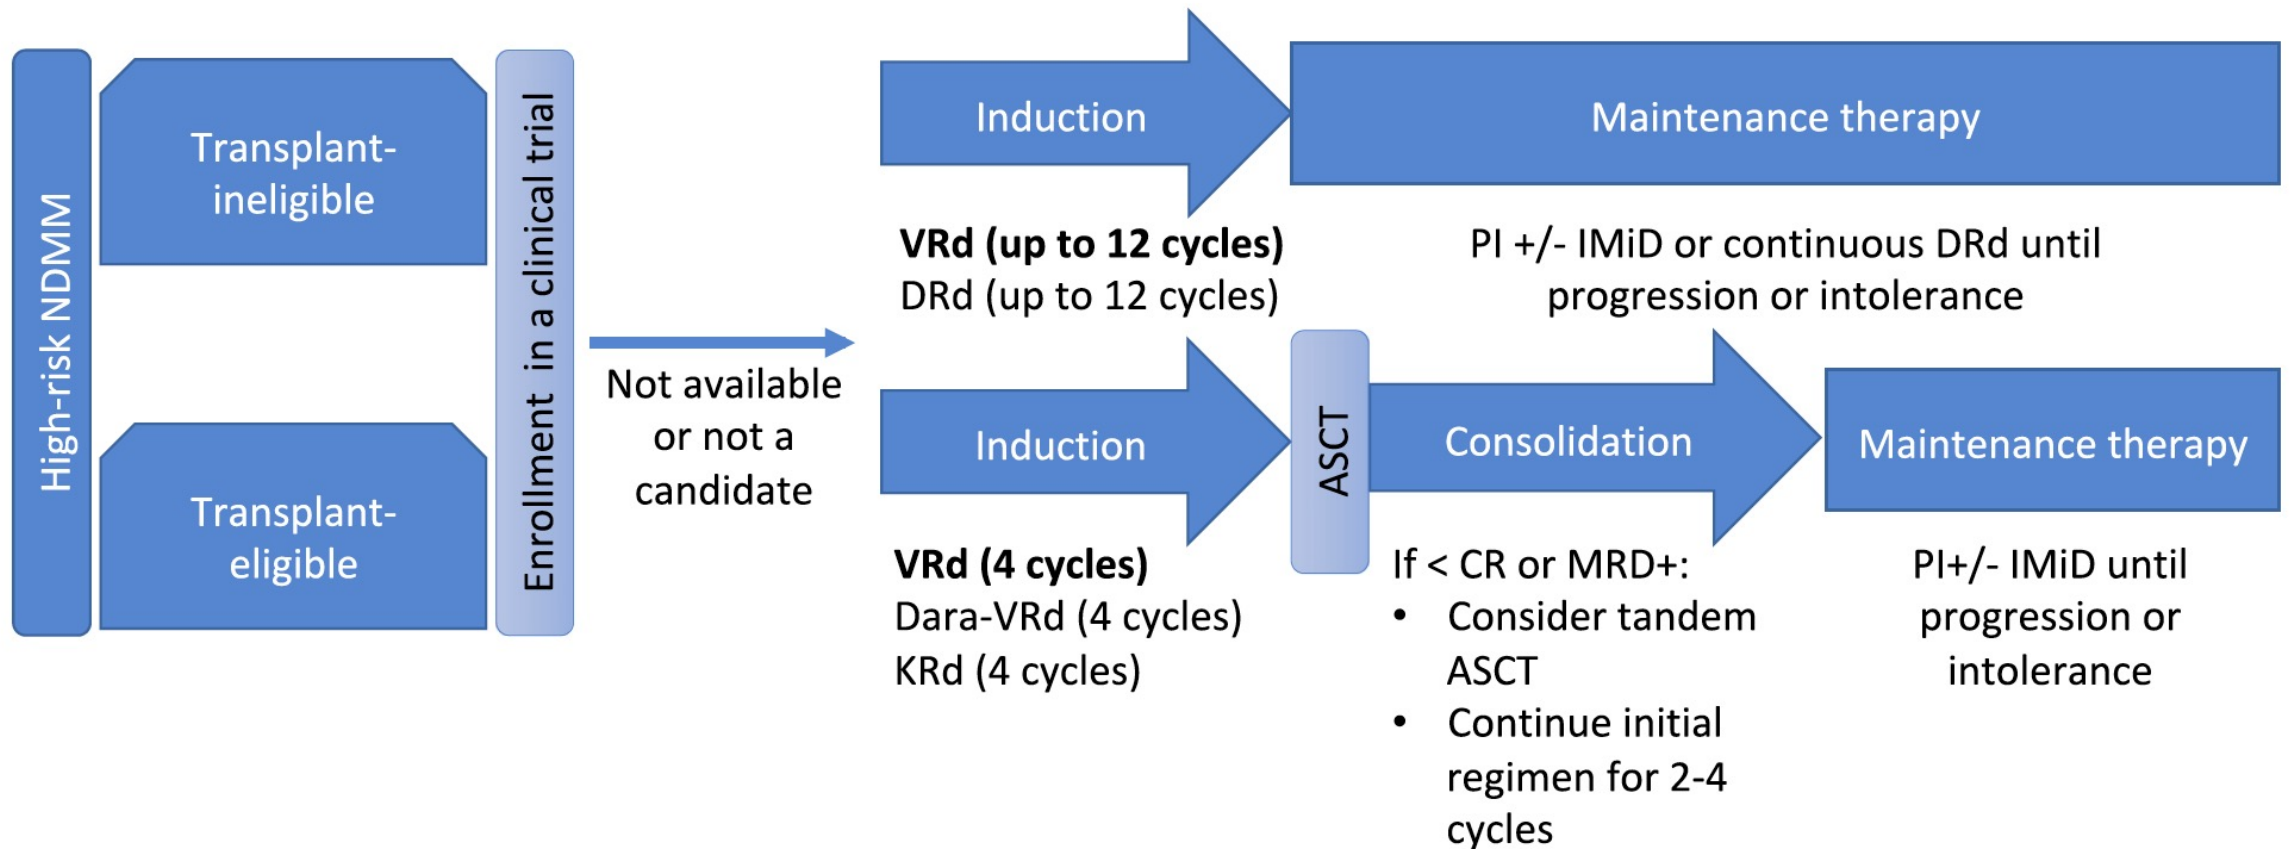 High-risk NDMM
Transplant-
ineligible
Transplant-
eligible
Enrollment in a clinical trial
Not available
or not a
candidate
Induction
Maintenance therapy
VRd (up to 12 cycles)
DRd (up to 12 cycles)
PI +/- IMiD or continuous DRd until
progression or intolerance
Induction
ASCT
Consolidation
Maintenance therapy
VRd (4 cycles)
Dara-VRd (4 cycles)
KRd (4 cycles)
If < CR or MRD+:
• Consider tandem
ASCT
• Continue initial
regimen for 2-4
cycles
PI+/- IMiD until
progression or
intolerance